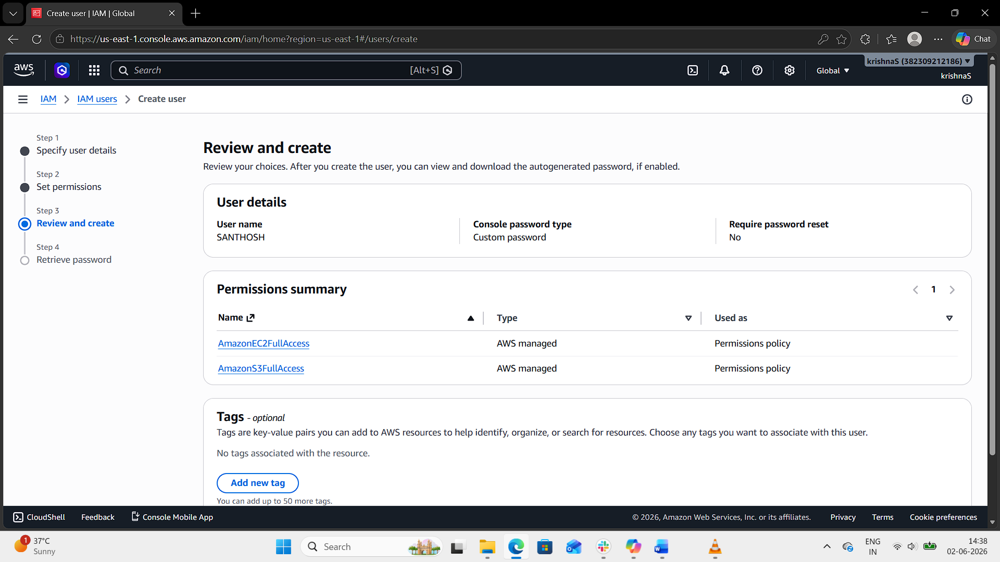 Create user | IAM | Global
https://us-east-1.console.aws.amazon.com/iam/home?region=us-east-1#/users/create
Chat
aws
Search
[Alt+S]
Global
krishnaS (382309212186)
krishnaS
IAM
IAM users
Create user
Step 1
Specify user details
Step 2
Set permissions
Step 3
Review and create
Step 4
Retrieve password
Review and create
Review your choices. After you create the user, you can view and download the autogenerated password, if enabled.
User details
User name
SANTHOSH
Console password type
Custom password
Require password reset
No
Permissions summary
1
Name
Type
Used as
AmazonEC2FullAccess
AWS managed
Permissions policy
AmazonS3FullAccess
AWS managed
Permissions policy
Tags - optional
Tags are key-value pairs you can add to AWS resources to help identify, organize, or search for resources. Choose any tags you want to associate with this user.
No tags associated with the resource.
Add new tag
You can add up to 50 more tags.
CloudShell
Feedback
Console Mobile App
© 2026, Amazon Web Services, Inc. or its affiliates.
Privacy
Terms
Cookie preferences
1
37°C
Sunny
Search
ENG
IN
14:38
02-06-2026